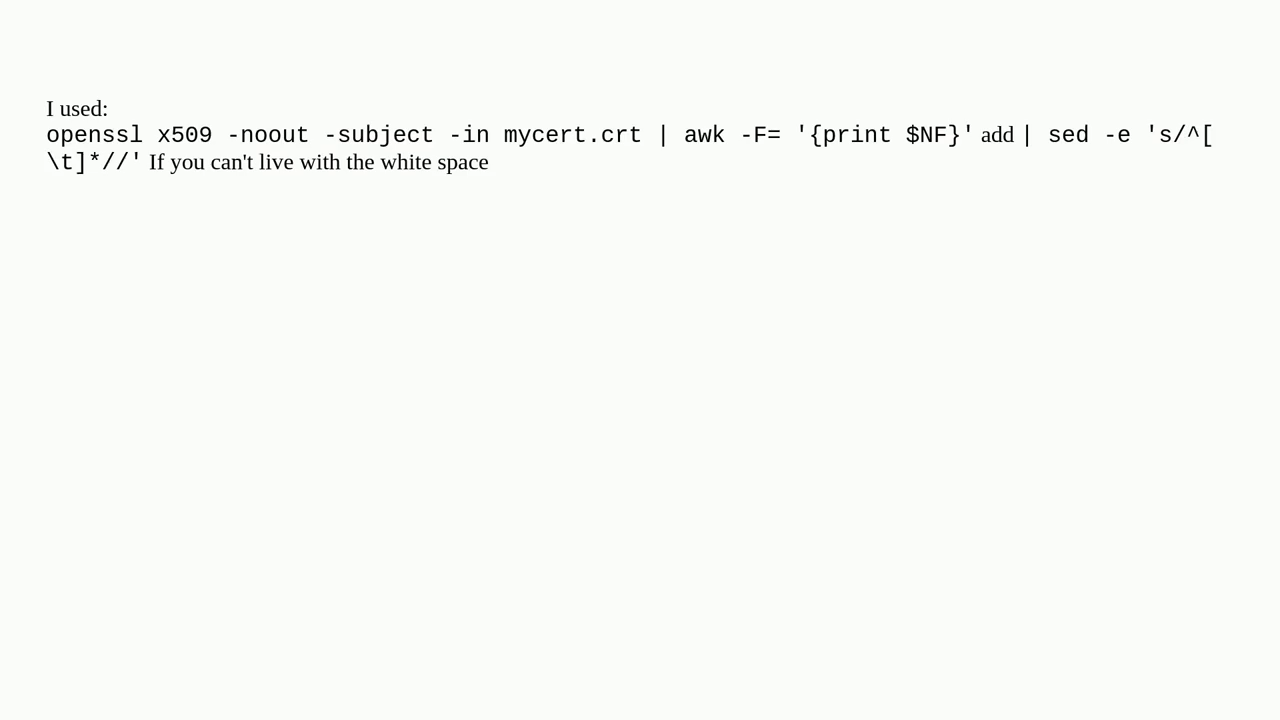 I used:
openssl x509 -noout -subject -in mycert.crt | awk -F= '{print $NF}' add | sed -e 's/^[
\t]*//' If you can't live with the white space